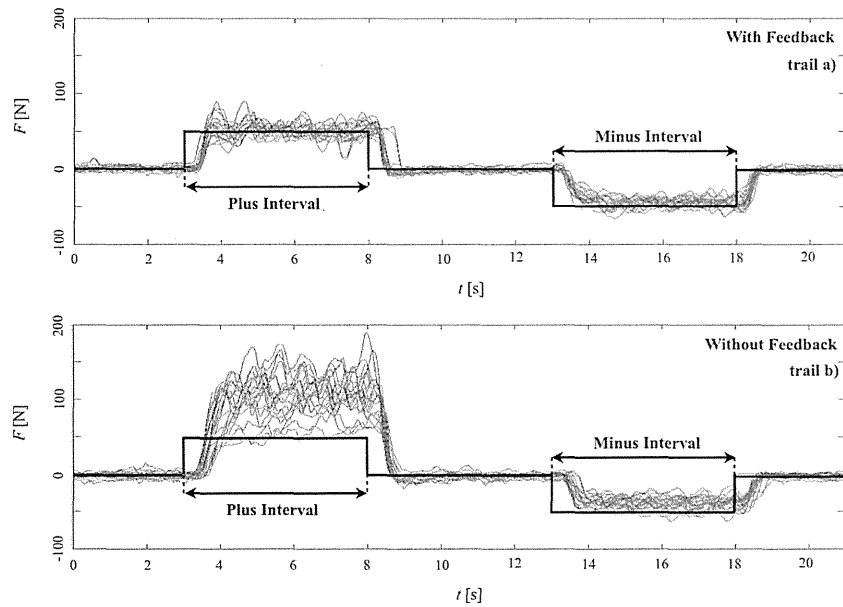 200
With Feedback
trail a)
100
F [N]
Minus Interval
0
Plus Interval
-100
0 2 4 6 8 10 12 14 16 18 20
t [s]
200
Without Feedback
trail b)
100
F [N]
Minus Interval
0
Plus Interval
-100
0 2 4 6 8 10 12 14 16 18 20
t [s]